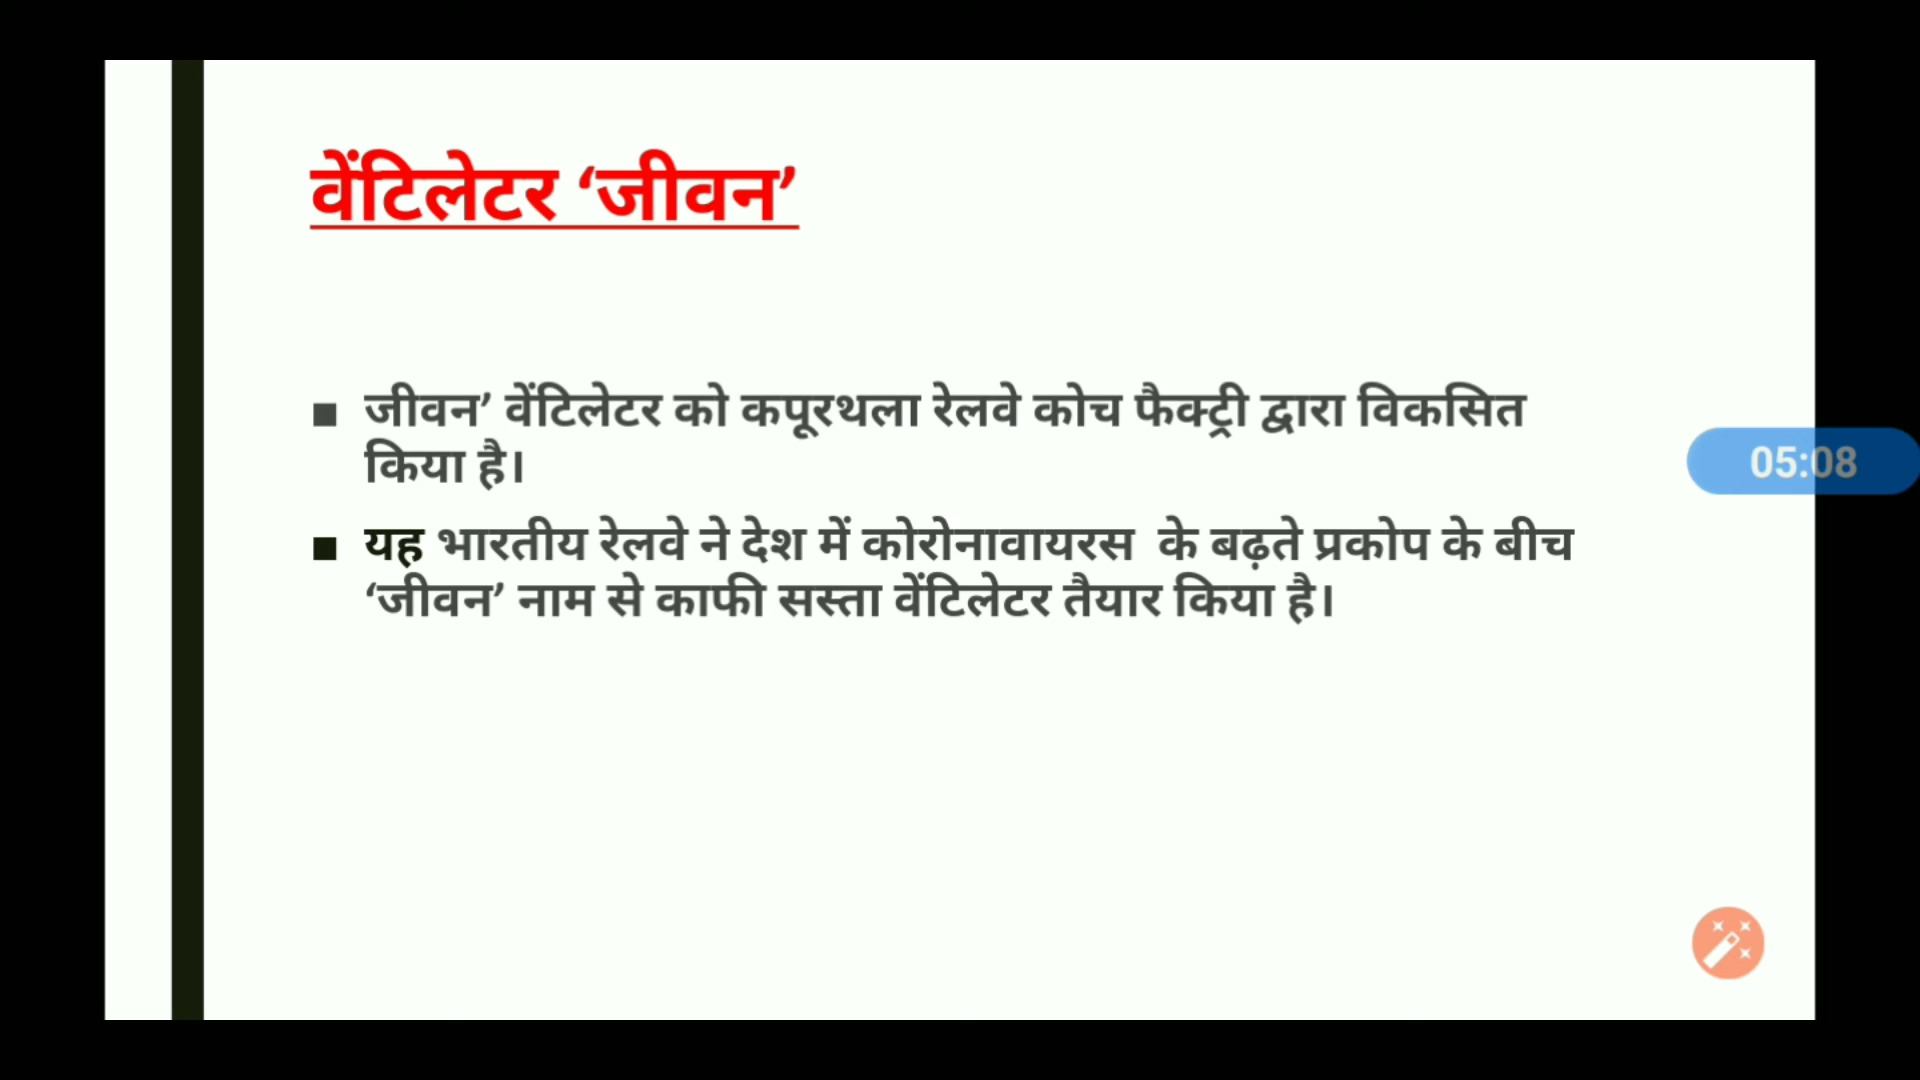 वेंटिलेटर ‘जीवन’
▪ जीवन’ वेंटिलेटर को कपूरथला रेलवे कोच फैक्ट्री द्वारा विकसित
किया है।
▪ यह भारतीय रेलवे ने देश में कोरोनावायरस  के बढ़ते प्रकोप के बीच
‘जीवन’ नाम से काफी सस्ता वेंटिलेटर तैयार किया है।
05:08